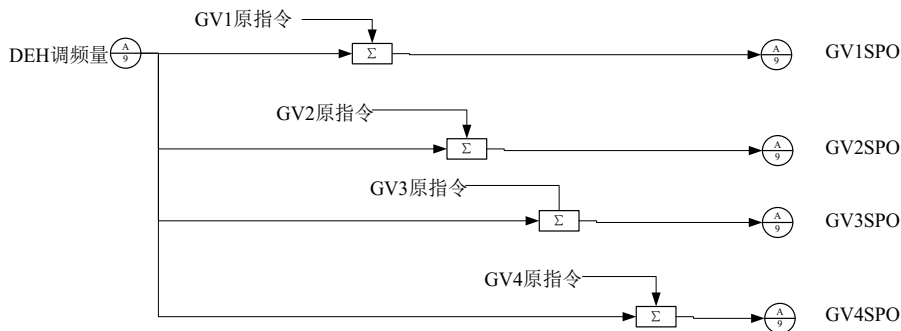 GV1原指令
DEH调频量
A
9
Σ
A
9
GV1SPO
GV2原指令
Σ
A
9
GV2SPO
GV3原指令
Σ
A
9
GV3SPO
GV4原指令
Σ
A
9
GV4SPO